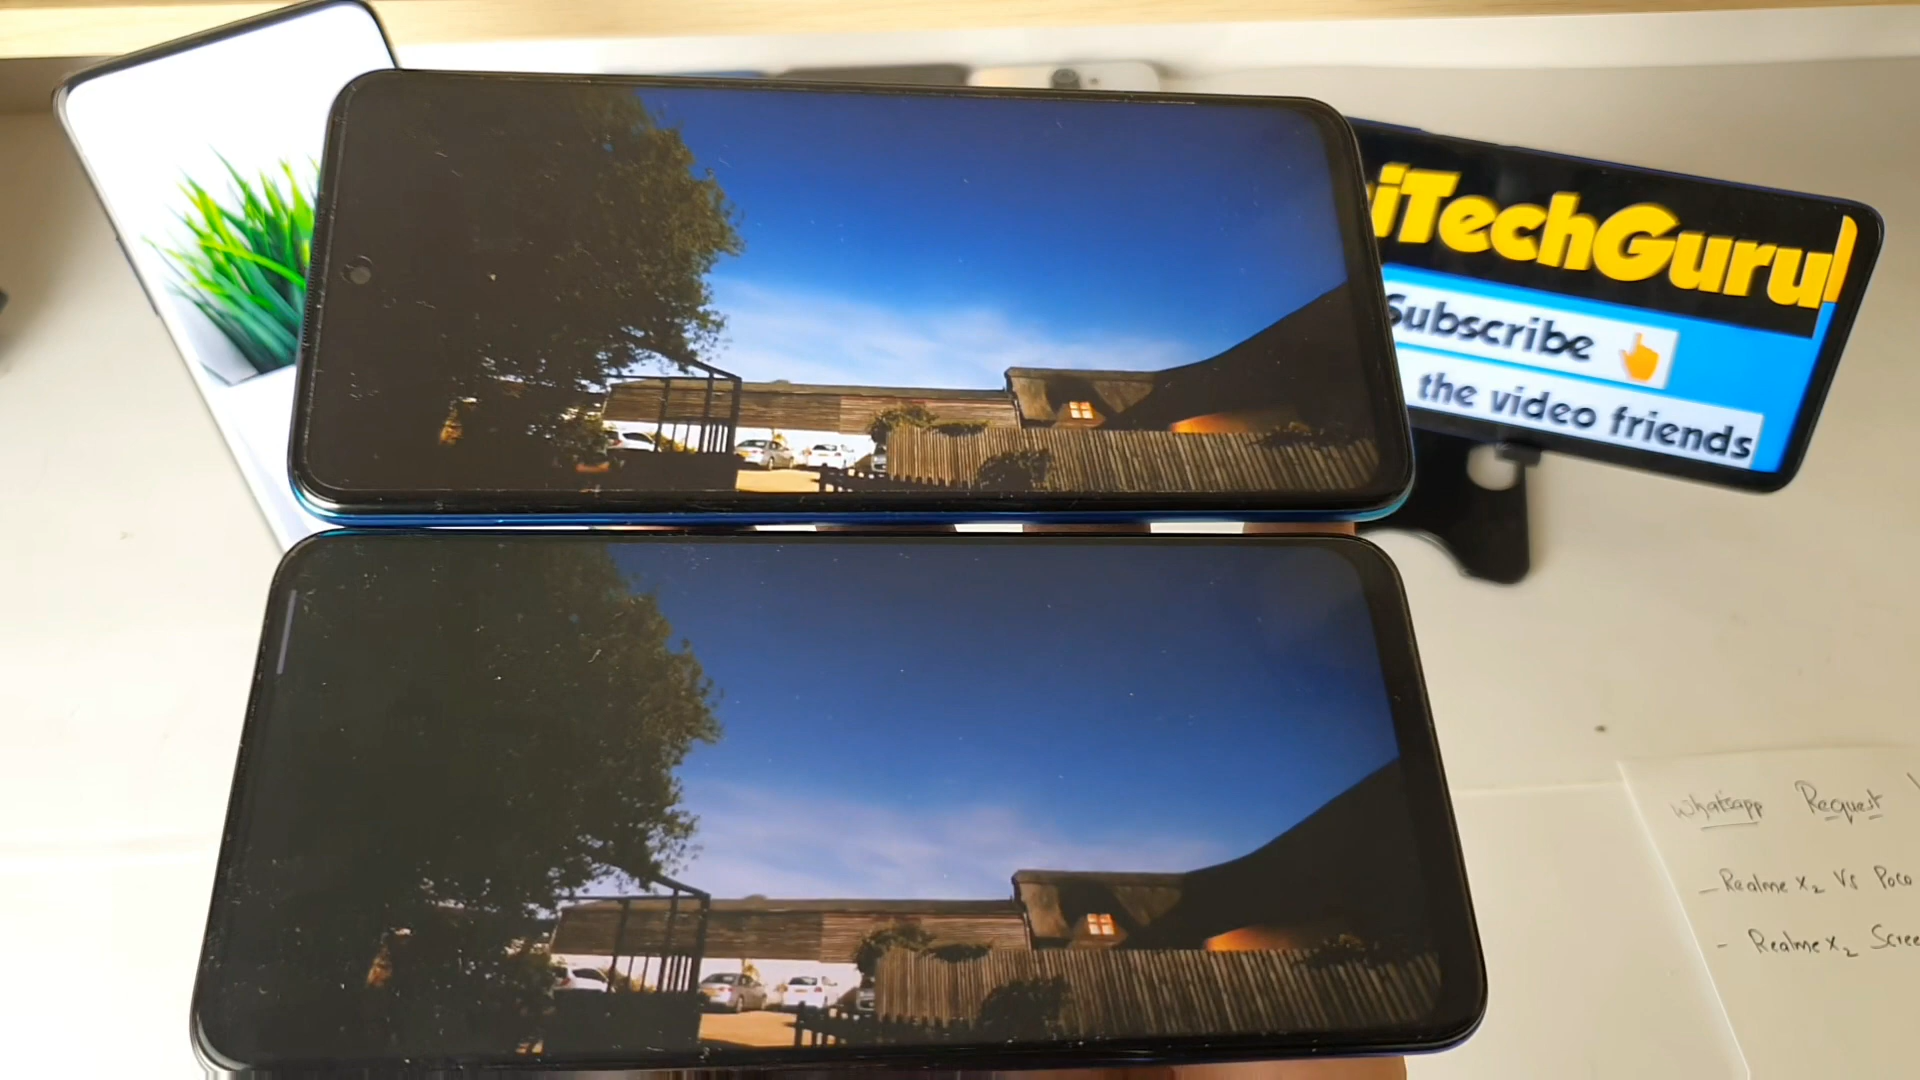 iTechGuru
Subscribe 👆
the video friends
Whatsapp Request
- Realme X2 Vs Poco
- Realme X2 Scree